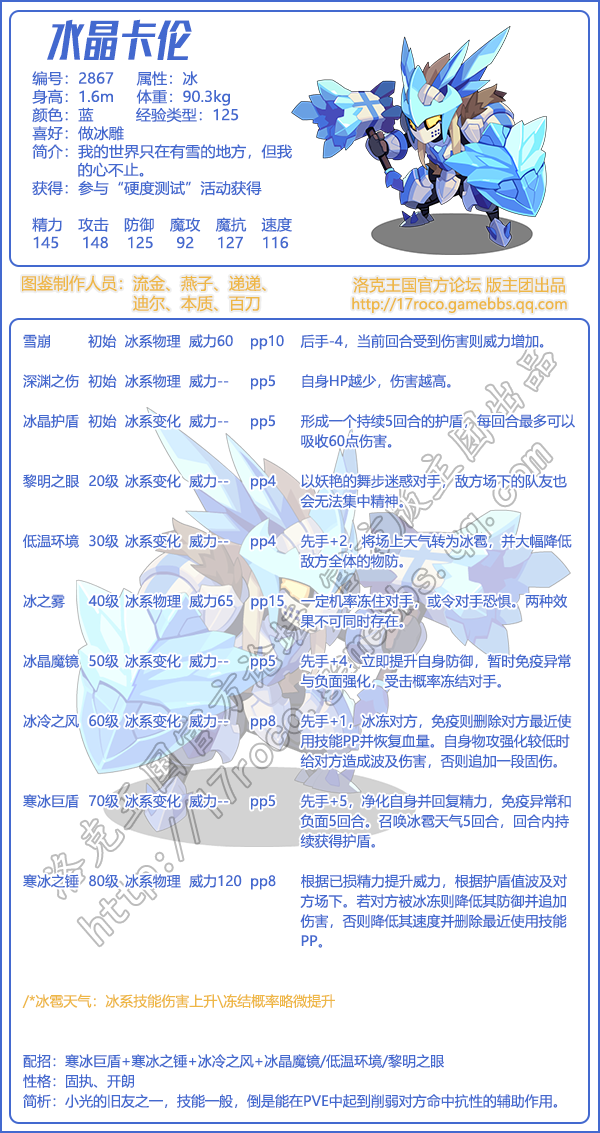 水晶卡伦
编号：2867 属性：冰
身高：1.6m 体重：90.3kg
颜色：蓝 经验类型：125
喜好：做冰雕
简介：我的世界只在有雪的地方，但我
的心不止。
获得：参与“硬度测试”活动获得
精力 攻击 防御 魔攻 魔抗 速度
145 148 125 92 127 116
图鉴制作人员：流金、燕子、递递、
迪尔、本质、百刀
洛克王国官方论坛 版主团出品
http://17roco.gamebbs.qq.com
雪崩 初始 冰系物理 威力60 pp10 后手-4，当前回合受到伤害则威力增加。
深渊之伤 初始 冰系物理 威力-- pp5 自身HP越少，伤害越高。
冰晶护盾 初始 冰系变化 威力-- pp5 形成一个持续5回合的护盾，每回合最多可以
吸收60点伤害。
黎明之眼 20级 冰系变化 威力-- pp4 以妖艳的舞步迷惑对手，敌方场下的队友也
会无法集中精神。
低温环境 30级 冰系变化 威力-- pp4 先手+2，将场上天气转为冰雹，并大幅降低
敌方全体的物防。
冰之雾 40级 冰系物理 威力65 pp15 一定机率冻住对手，或令对手恐惧。两种效
果不可同时存在。
冰晶魔镜 50级 冰系变化 威力-- pp5 先手+4，立即提升自身防御，暂时免疫异常
与负面强化，受击概率冻结对手。
冰冷之风 60级 冰系变化 威力-- pp8 先手+1，冰冻对方，免疫则删除对方最近使
用技能PP并恢复血量。自身物攻强化较低时
给对方造成波及伤害，否则追加一段固伤。
寒冰巨盾 70级 冰系变化 威力-- pp5 先手+5，净化自身并回复精力，免疫异常和
负面5回合。召唤冰雹天气5回合，回合内持
续获得护盾。
寒冰之锤 80级 冰系物理 威力120 pp8 根据已损精力提升威力，根据护盾值波及对
方场下。若对方被冰冻则降低其防御并追加
伤害，否则降低其速度并删除最近使用技能
PP。
/*冰雹天气：冰系技能伤害上升\冻结概率略微提升
配招：寒冰巨盾+寒冰之锤+冰冷之风+冰晶魔镜/低温环境/黎明之眼
性格：固执、开朗
简析：小光的旧友之一，技能一般，倒是能在PVE中起到削弱对方命中抗性的辅助作用。
洛克王国官方论坛 版主团出品
http://17roco.gamebbs.qq.com